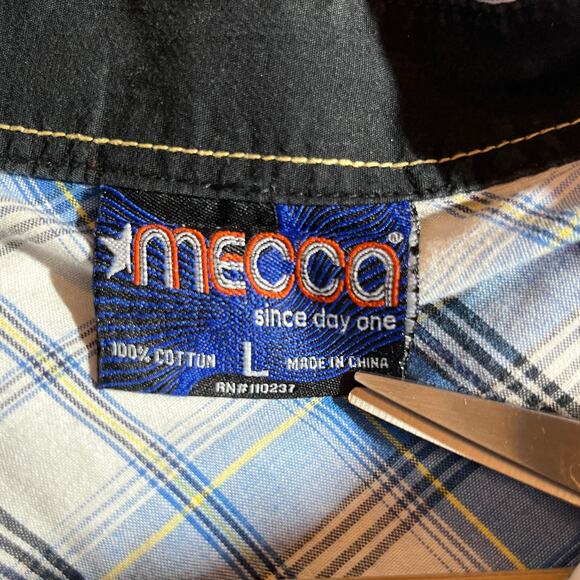 mecca®
since day one
100% COTTON L MADE IN CHINA
RN#110237